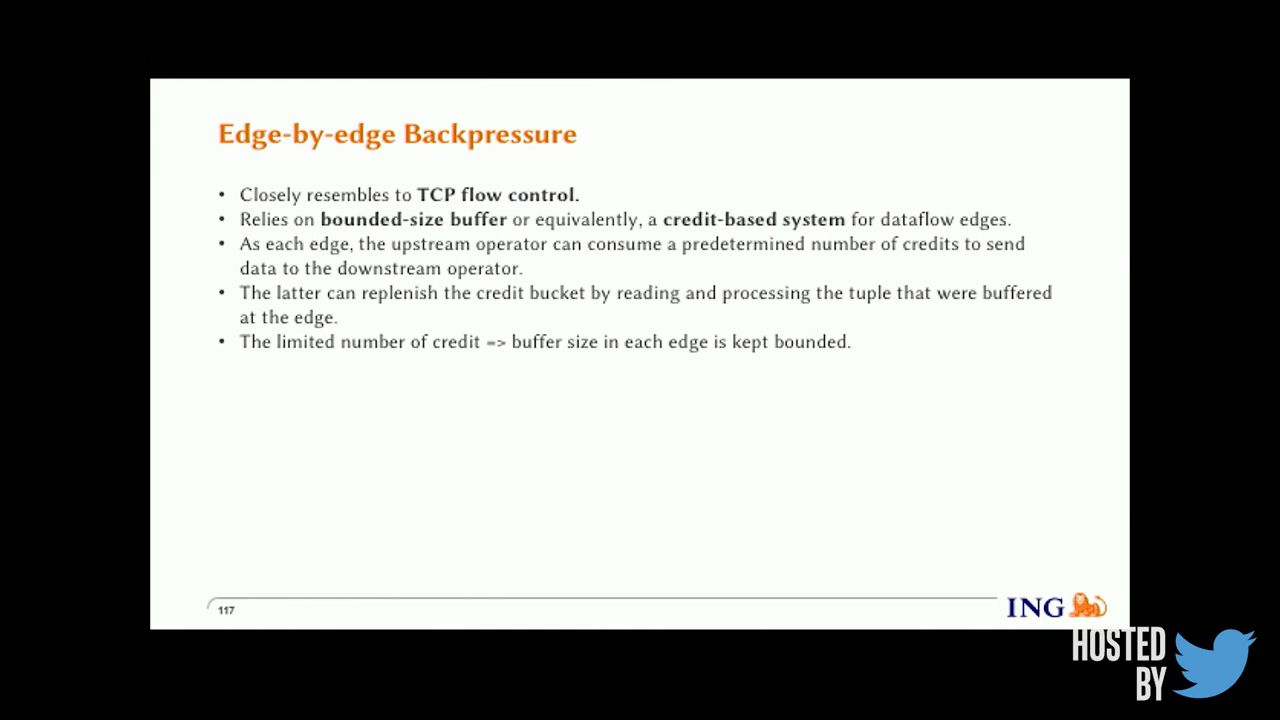 Edge-by-edge Backpressure
• Closely resembles to TCP flow control.
• Relies on bounded-size buffer or equivalently, a credit-based system for dataflow edges.
• As each edge, the upstream operator can consume a predetermined number of credits to send
data to the downstream operator.
• The latter can replenish the credit bucket by reading and processing the tuple that were buffered
at the edge.
• The limited number of credit => buffer size in each edge is kept bounded.
117
ING
HOSTED
BY